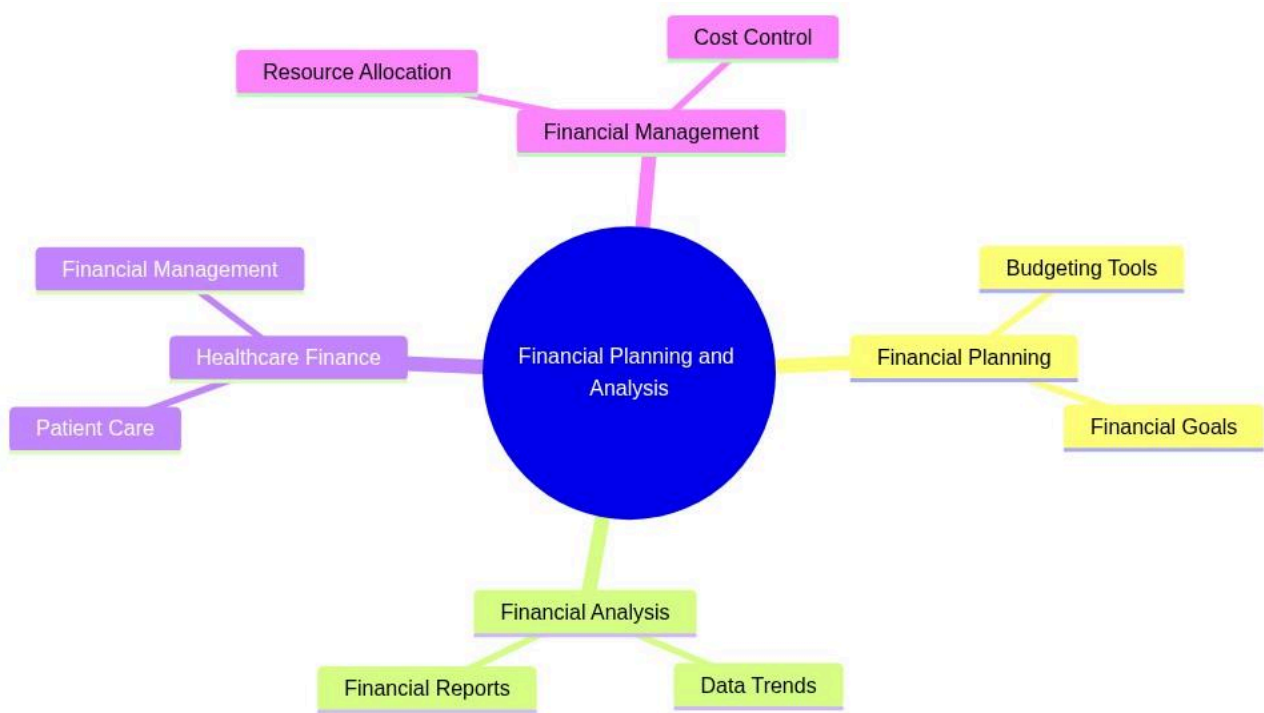 Cost Control
Resource Allocation
Financial Management
Financial Management
Budgeting Tools
Healthcare Finance
Financial Planning and
Analysis
Financial Planning
Patient Care
Financial Goals
Financial Analysis
Financial Reports
Data Trends